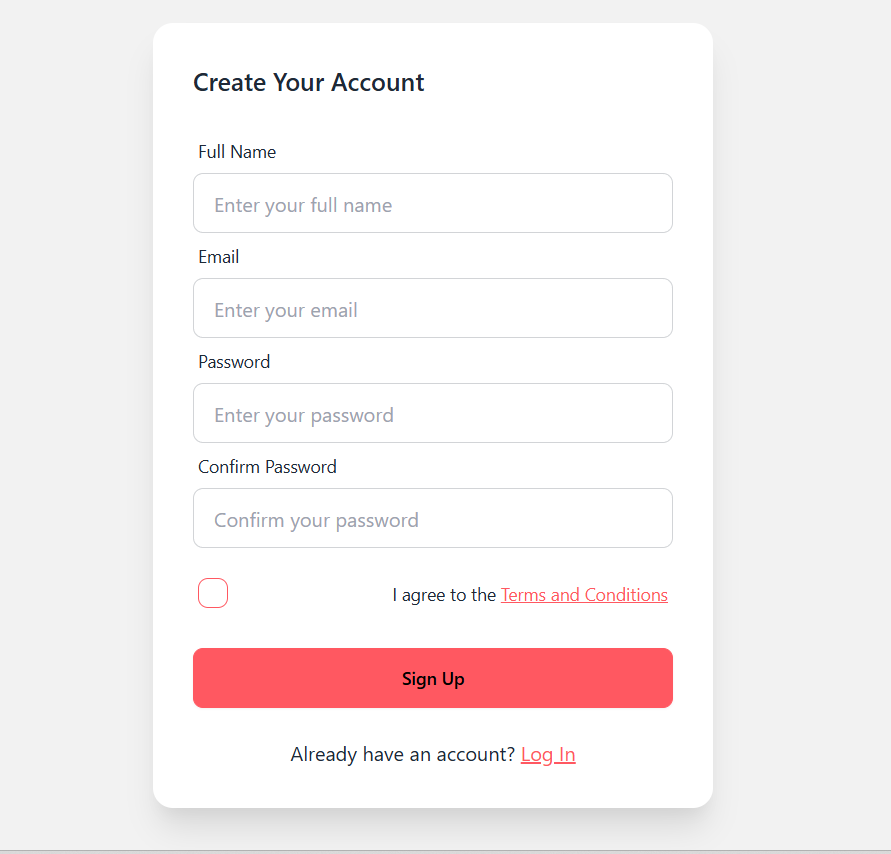 Create Your Account
Full Name
Enter your full name
Email
Enter your email
Password
Enter your password
Confirm Password
Confirm your password
I agree to the Terms and Conditions
Sign Up
Already have an account? Log In